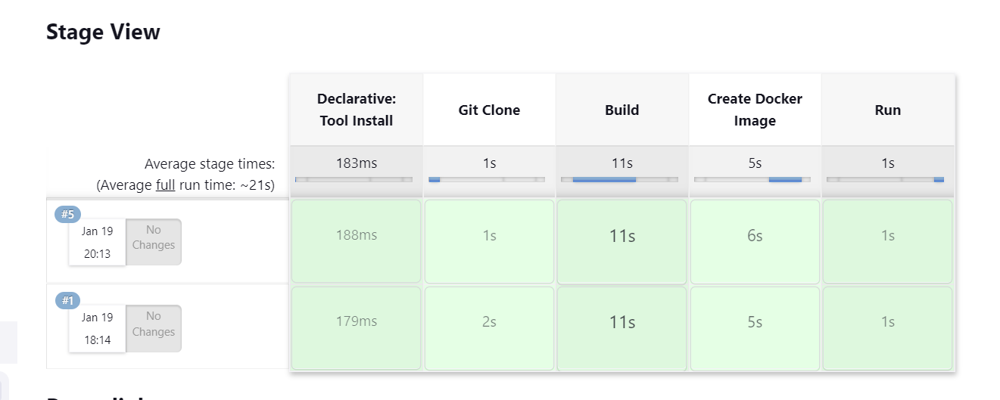 Stage View
Declarative:
Tool Install
Git Clone
Build
Create Docker
Image
Run
Average stage times:
(Average full run time: ~21s)
183ms
1s
11s
5s
1s
#5
Jan 19
20:13
No
Changes
188ms
1s
11s
6s
1s
#1
Jan 19
18:14
No
Changes
179ms
2s
11s
5s
1s